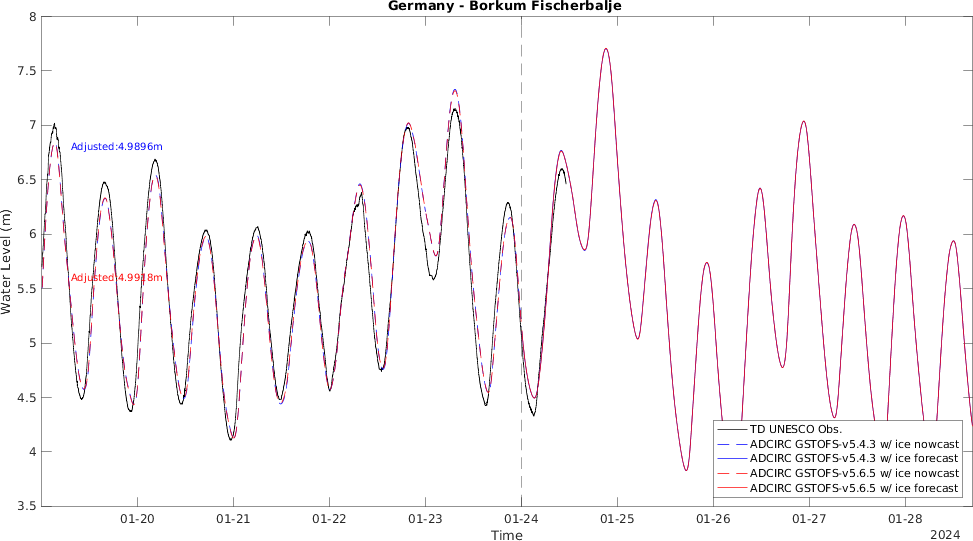 Germany - Borkum Fischerbalje
8
7.5
7
6.5
6
5.5
5
4.5
4
3.5
Water Level (m)
Adjusted:4.9896m
Adjusted:4.9918m
TD UNESCO Obs.
ADCIRC GSTOFS-v5.4.3 w/ ice nowcast
ADCIRC GSTOFS-v5.4.3 w/ ice forecast
ADCIRC GSTOFS-v5.6.5 w/ ice nowcast
ADCIRC GSTOFS-v5.6.5 w/ ice forecast
01-20 01-21 01-22 01-23 01-24 01-25 01-26 01-27 01-28
Time
2024